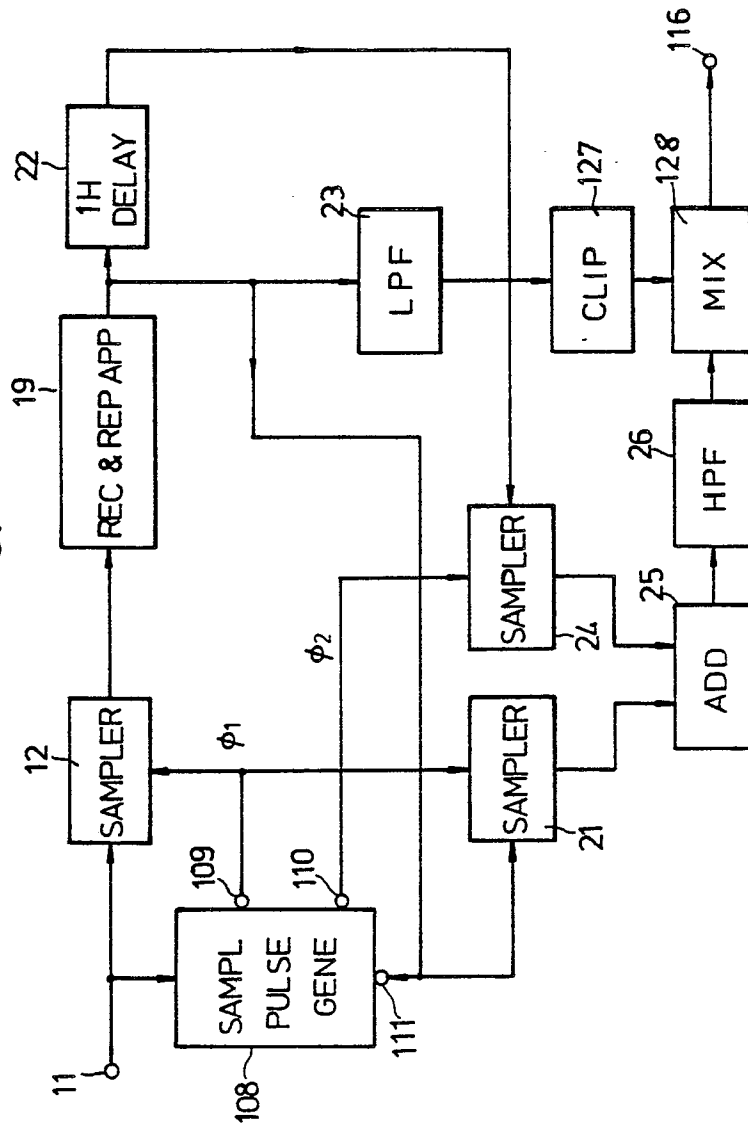 11
12
SAMPLER
19
REC & REP APP
22
1H
DELAY
108
SAMPL
PULSE
GENE
109
110
111
ϕ1
ϕ2
23
LPF
21
SAMPLER
24
SAMPLER
127
CLIP
25
ADD
26
HPF
128
MIX
116